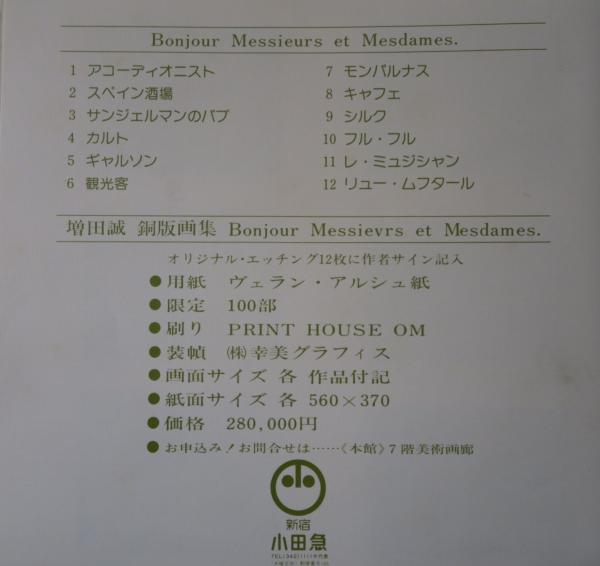 Bonjour Messieurs et Mesdames.
1 アコーディオニスト
2 スペイン酒場
3 サンジェルマンのパブ
4 カルト
5 ギャルソン
6 観光客
7 モンパルナス
8 キャフェ
9 シルク
10 フル・フル
11 レ・ミュジシャン
12 リュー・ムフタール
増田誠 銅版画集 Bonjour Messievrs et Mesdames.
オリジナル・エッチング12枚に作者サイン記入
●用紙 ヴェラン・アルシュ紙
●限定 100部
●刷り PRINT HOUSE OM
●装幀 ㈱幸美グラフィス
●画面サイズ 各 作品付記
●紙面サイズ 各 560×370
●価格 280,000円
●お申込み!お問合せは……《本館》7階美術画廊
新宿
小田急